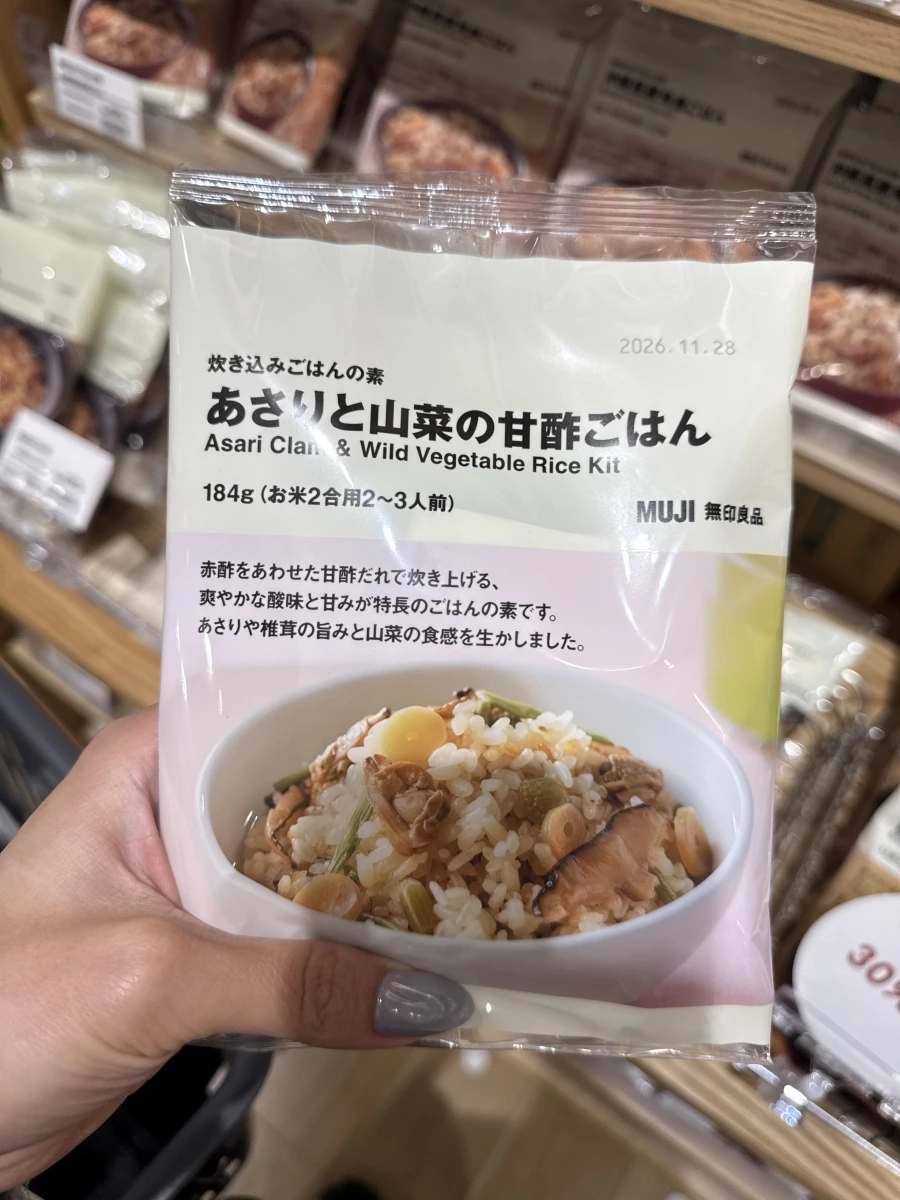 2026.11.28
炊き込みごはんの素
あさりと山菜の甘酢ごはん
Asari Clam & Wild Vegetable Rice Kit
184g（お米2合用2～3人前）
MUJI 無印良品
赤酢をあわせた甘酢だれで炊き上げる、
爽やかな酸味と甘みが特長のごはんの素です。
あさりや椎茸の旨みと山菜の食感を生かしました。
30%